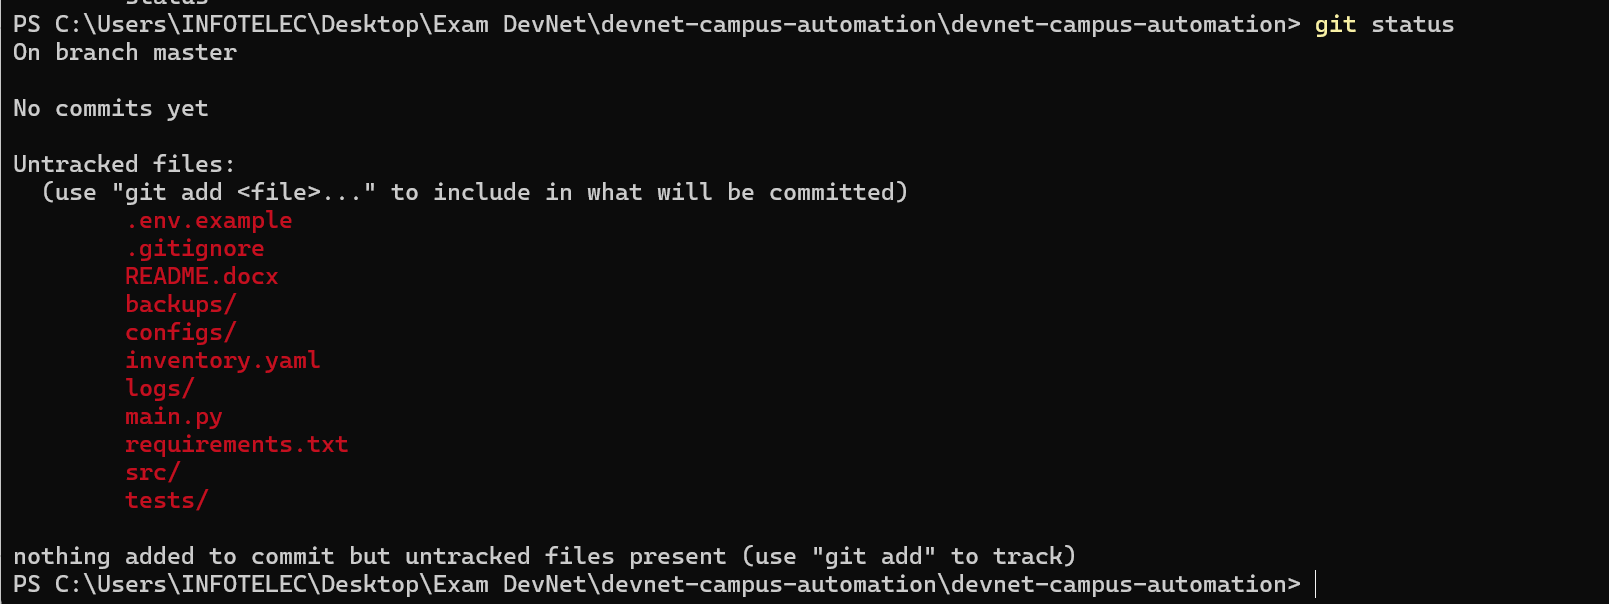 status
PS C:\Users\INFOTELEC\Desktop\Exam DevNet\devnet-campus-automation\devnet-campus-automation> git status
On branch master
No commits yet
Untracked files:
  (use "git add <file>..." to include in what will be committed)
        .env.example
        .gitignore
        README.docx
        backups/
        configs/
        inventory.yaml
        logs/
        main.py
        requirements.txt
        src/
        tests/
nothing added to commit but untracked files present (use "git add" to track)
PS C:\Users\INFOTELEC\Desktop\Exam DevNet\devnet-campus-automation\devnet-campus-automation>